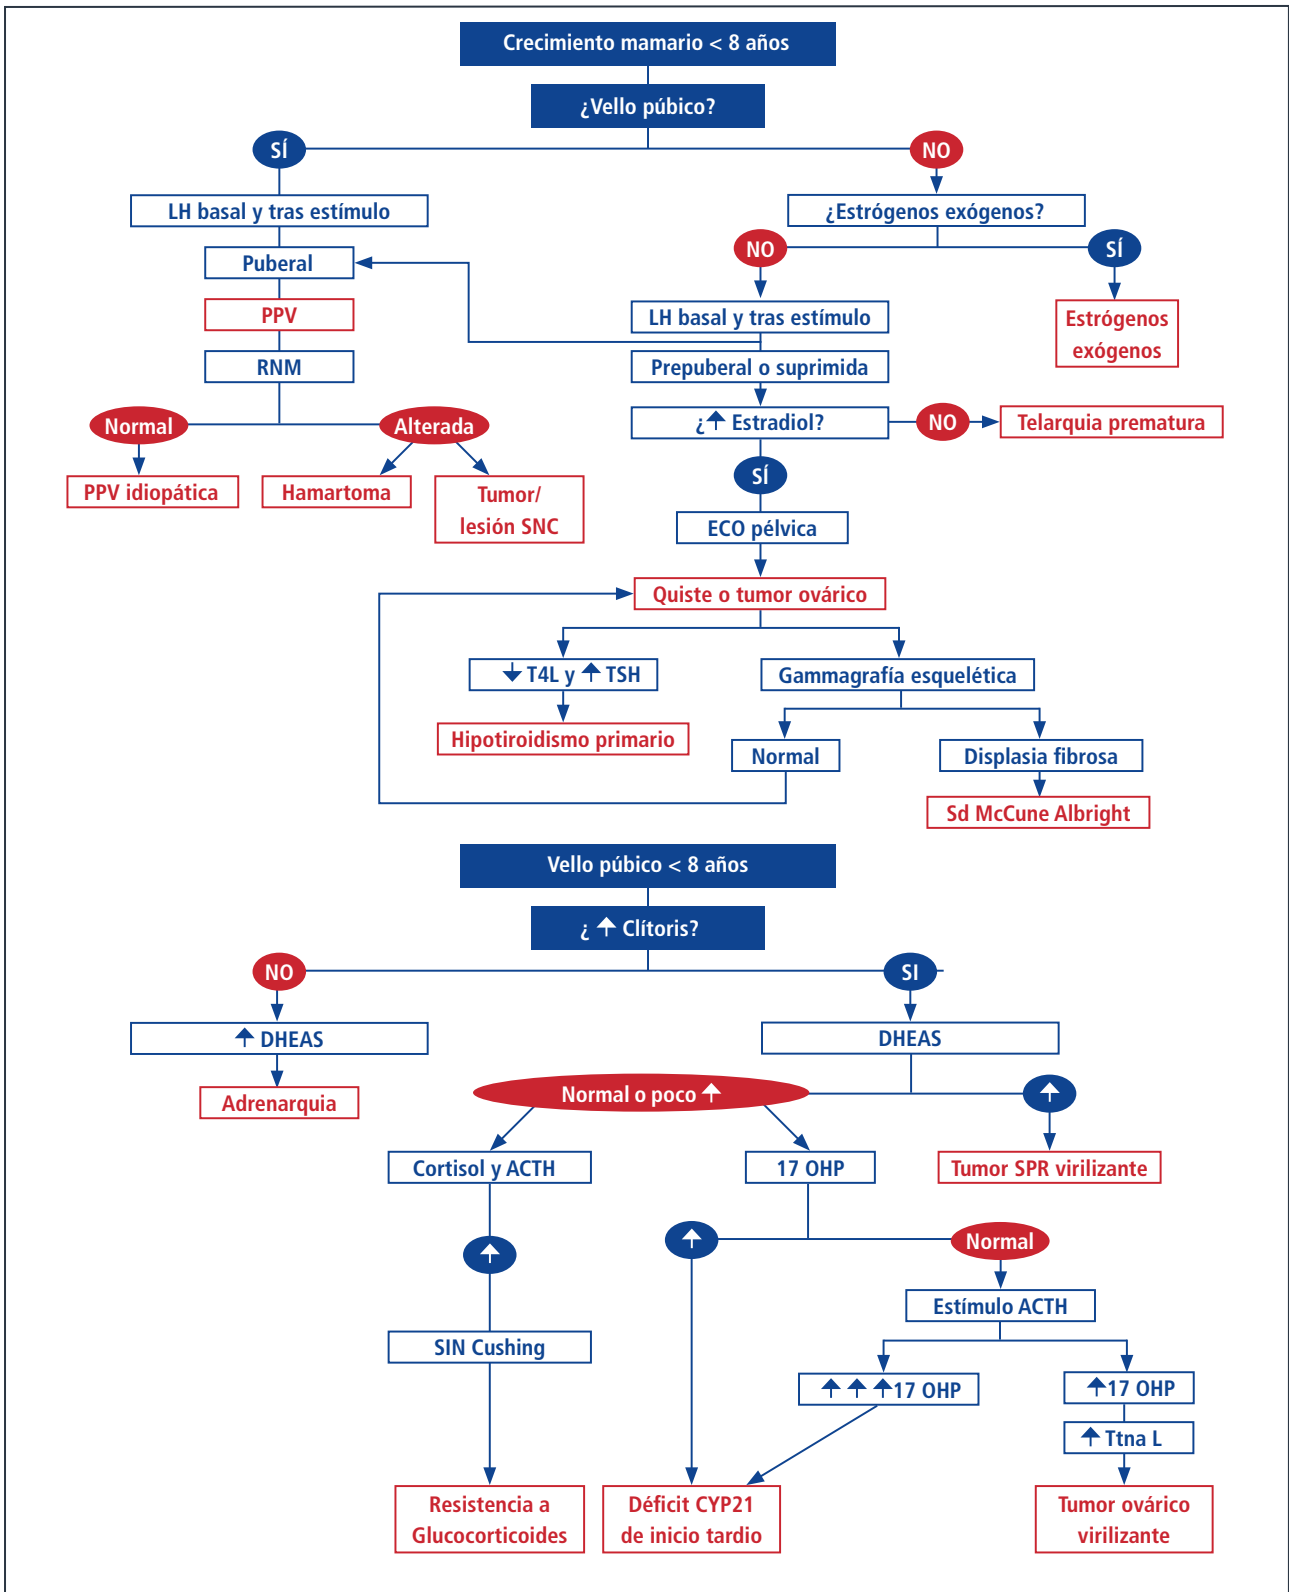 Crecimiento mamario < 8 años
¿Vello púbico?
SÍ
NO
LH basal y tras estímulo
¿Estrógenos exógenos?
Puberal
NO
SÍ
PPV
LH basal y tras estímulo
Estrógenos
exógenos
RNM
Prepuberal o suprimida
Normal
Alterada
¿↑ Estradiol?
NO
Telarquia prematura
PPV idiopática
Hamartoma
Tumor/
lesión SNC
SÍ
ECO pélvica
Quiste o tumor ovárico
↓ T4L y ↑ TSH
Gammagrafía esquelética
Hipotiroidismo primario
Normal
Displasia fibrosa
Sd McCune Albright
Vello púbico < 8 años
¿ ↑ Clítoris?
NO
SI
↑ DHEAS
DHEAS
Adrenarquia
Normal o poco ↑
↑
Cortisol y ACTH
17 OHP
Tumor SPR virilizante
↑
↑
Normal
Estímulo ACTH
SIN Cushing
↑ ↑ ↑17 OHP
↑17 OHP
↑ Ttna L
Resistencia a
Glucocorticoides
Déficit CYP21
de inicio tardio
Tumor ovárico
virilizante